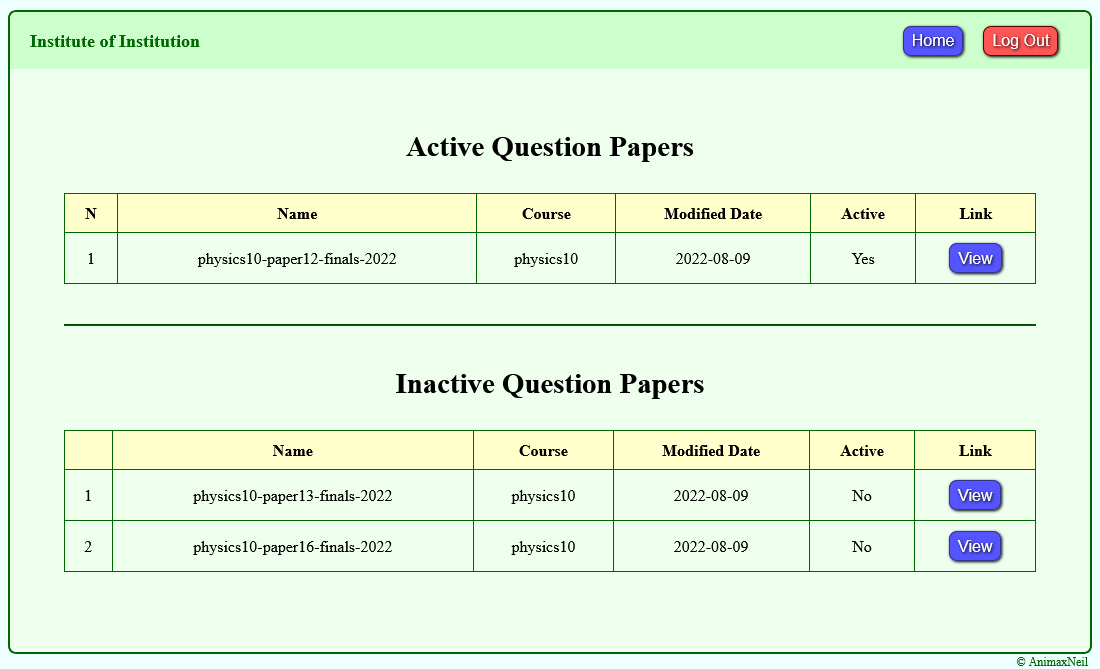 Institute of Institution Home Log Out
Active Question Papers
N Name Course Modified Date Active Link
1 physics10-paper12-finals-2022 physics10 2022-08-09 Yes View
Inactive Question Papers
Name Course Modified Date Active Link
1 physics10-paper13-finals-2022 physics10 2022-08-09 No View
2 physics10-paper16-finals-2022 physics10 2022-08-09 No View
© AnimaxNeil